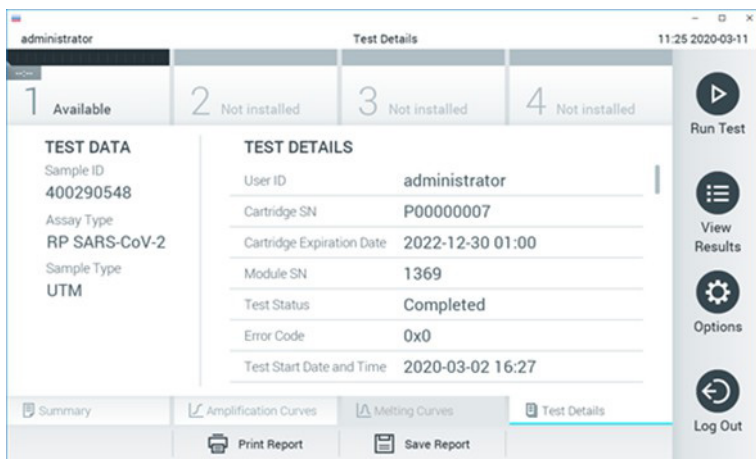 administrator Test Details 11:25 2020-03-11
--:--
1 Available 2 Not installed 3 Not installed 4 Not installed
Run Test
TEST DATA
Sample ID
400290548
Assay Type
RP SARS-CoV-2
Sample Type
UTM
TEST DETAILS
User ID administrator
Cartridge SN P00000007
Cartridge Expiration Date 2022-12-30 01:00
Module SN 1369
Test Status Completed
Error Code 0x0
Test Start Date and Time 2020-03-02 16:27
View
Results
Options
Log Out
Summary Amplification Curves Melting Curves Test Details
Print Report Save Report